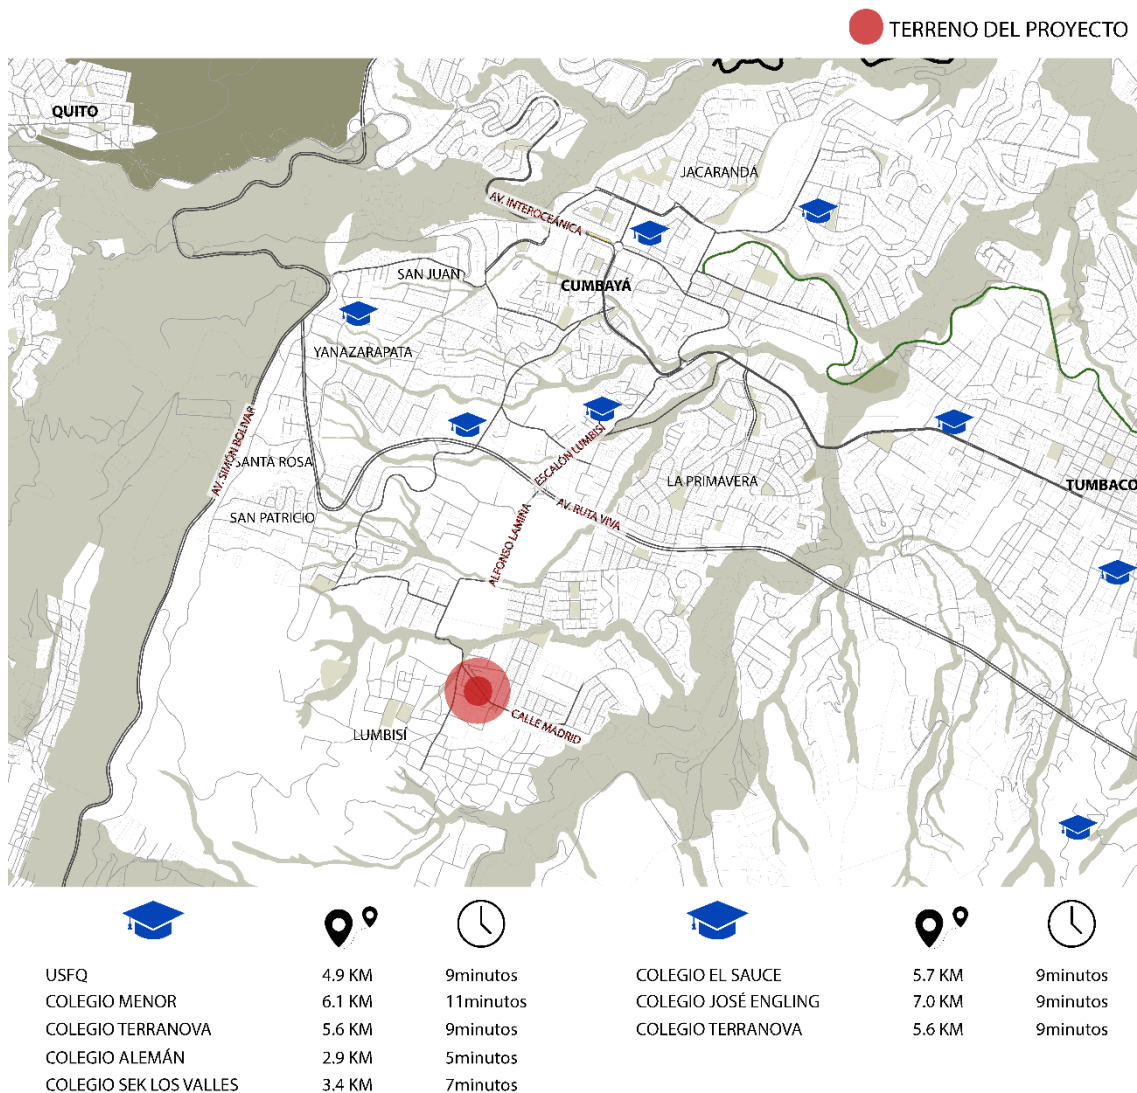 TERRENO DEL PROYECTO
QUITO
JACARANDÁ
AV. INTEROCEÁNICA
SAN JUAN
CUMBAYÁ
YANAZARAPATA
AV. SIMÓN BOLIVAR
ESCALÓN LUMBISÍ
SANTA ROSA
LA PRIMAVERA
TUMBACO
SAN PATRICIO
AV. RUTA VIVA
ALFONSO LAMIÑA
CALLE MADRID
LUMBISÍ
USFQ 4.9 KM 9minutos
COLEGIO MENOR 6.1 KM 11minutos
COLEGIO TERRANOVA 5.6 KM 9minutos
COLEGIO ALEMÁN 2.9 KM 5minutos
COLEGIO SEK LOS VALLES 3.4 KM 7minutos
COLEGIO EL SAUCE 5.7 KM 9minutos
COLEGIO JOSÉ ENGLING 7.0 KM 9minutos
COLEGIO TERRANOVA 5.6 KM 9minutos